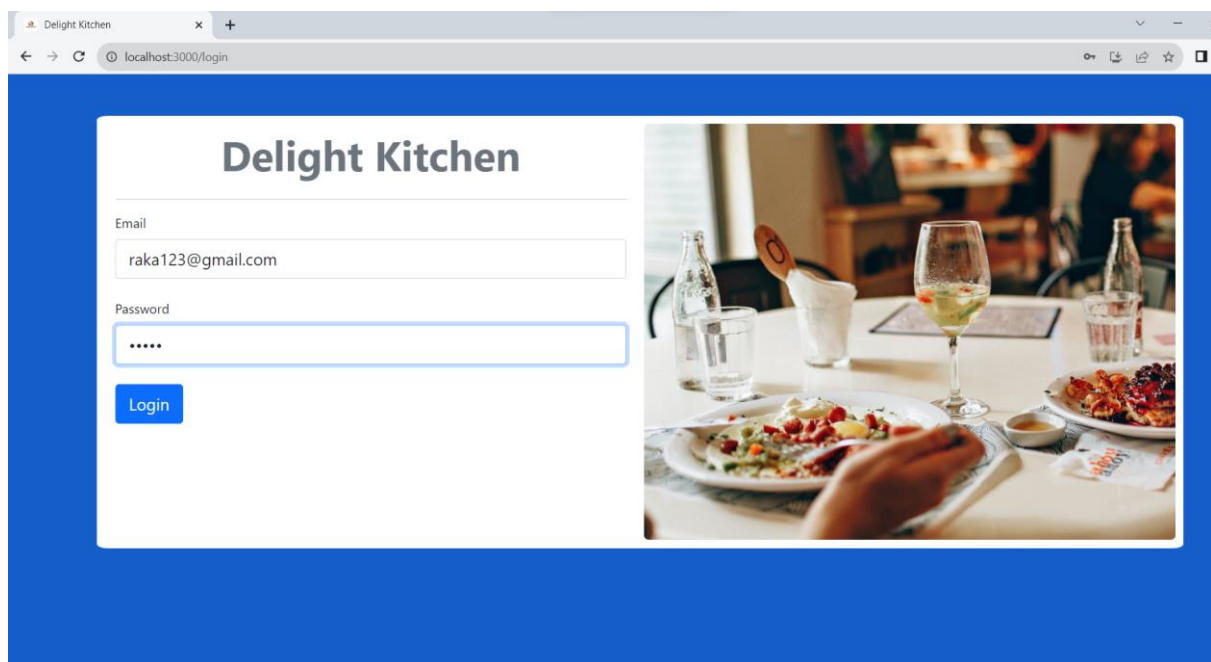 Delight Kitchen
localhost:3000/login
Delight Kitchen
Email
raka123@gmail.com
Password
•••••
Login